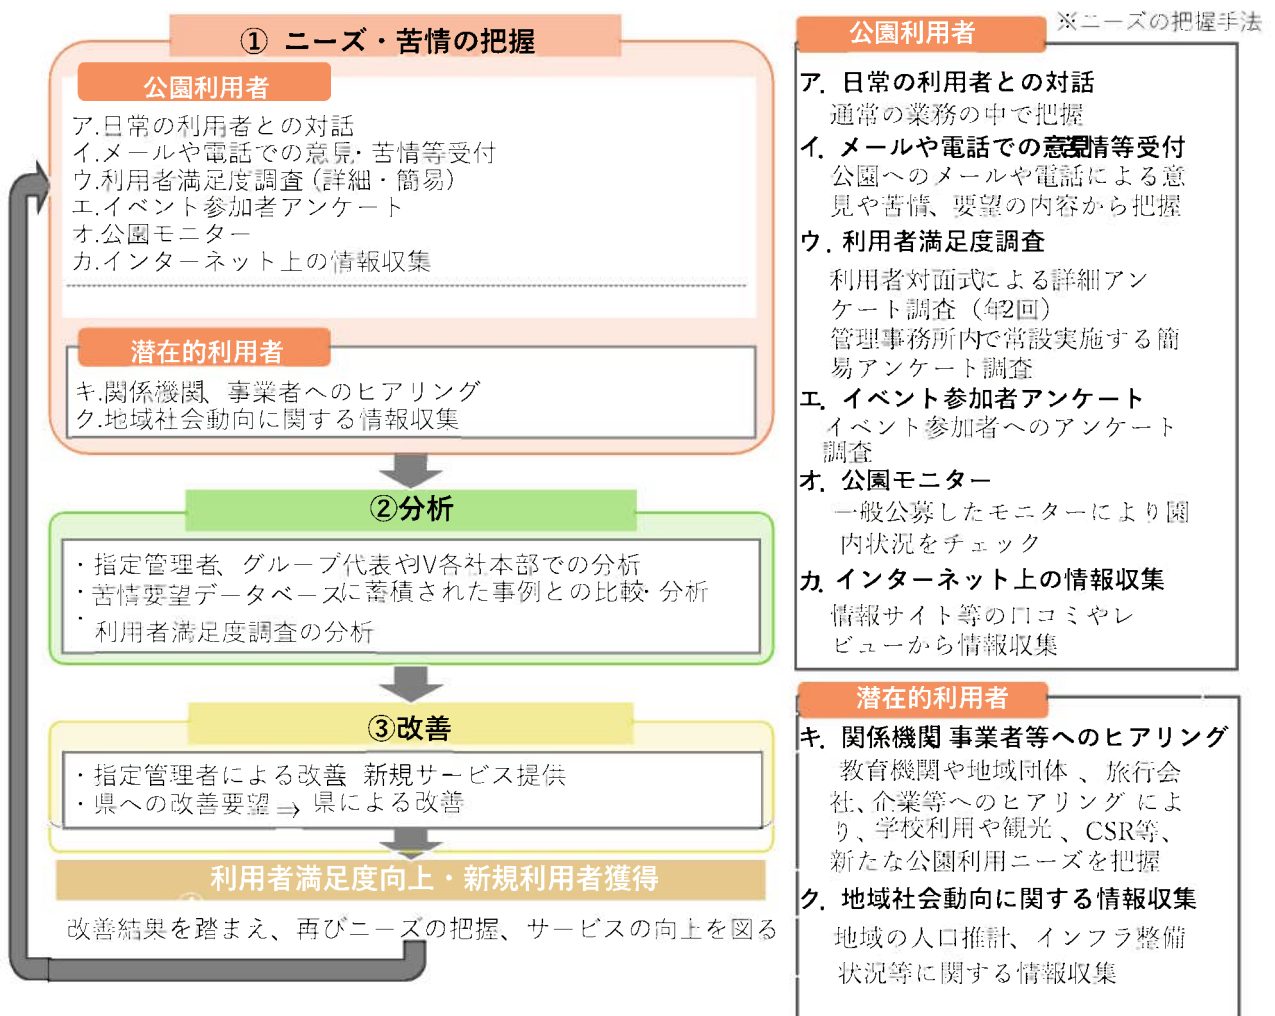 ① ニーズ・苦情の把握
公園利用者
ア.日常の利用者との対話
イ.メールや電話での意見・苦情等受付
ウ.利用者満足度調査(詳細・簡易)
エ.イベント参加者アンケート
オ.公園モニター
カ.インターネット上の情報収集
潜在的利用者
キ.関係機関、事業者へのヒアリング
ク.地域社会動向に関する情報収集
②分析
・指定管理者、グループ代表やJV各社本部での分析
・苦情要望データベースに蓄積された事例との比較・分析
・利用者満足度調査の分析
③改善
・指定管理者による改善、新規サービス提供
・県への改善要望⇒ 県による改善
利用者満足度向上・新規利用者獲得
改善結果を踏まえ、再びニーズの把握、サービスの向上を図る
※ニーズの把握手法
公園利用者
ア. 日常の利用者との対話
通常の業務の中で把握
イ. メールや電話での意見苦情等受付
公園へのメールや電話による意
見や苦情、要望の内容から把握
ウ. 利用者満足度調査
利用者対面式による詳細アン
ケート調査（年2回）
管理事務所内で常設実施する簡
易アンケート調査
エ. イベント参加者アンケート
イベント参加者へのアンケート
調査
オ. 公園モニター
一般公募したモニターにより園
内状況をチェック
カ. インターネット上の情報収集
情報サイト等の口コミやレ
ビューから情報収集
潜在的利用者
キ. 関係機関 事業者等へのヒアリング
教育機関や地域団体、旅行会
社、企業等へのヒアリングによ
り、学校利用や観光、CSR等、
新たな公園利用ニーズを把握
ク. 地域社会動向に関する情報収集
地域の人口推計、インフラ整備
状況等に関する情報収集